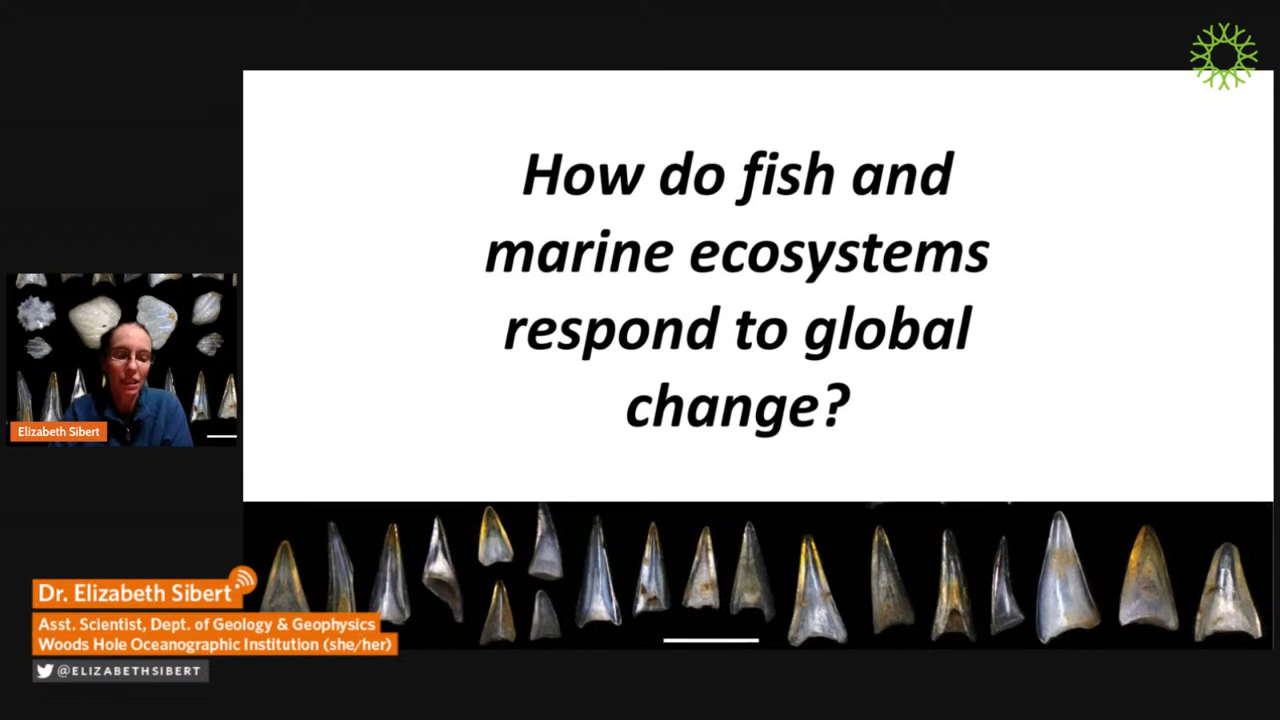 How do fish and
marine ecosystems
respond to global
change?
Elizabeth Sibert
Dr. Elizabeth Sibert
Asst. Scientist, Dept. of Geology & Geophysics
Woods Hole Oceanographic Institution (she/her)
@ELIZABETHSIBERT